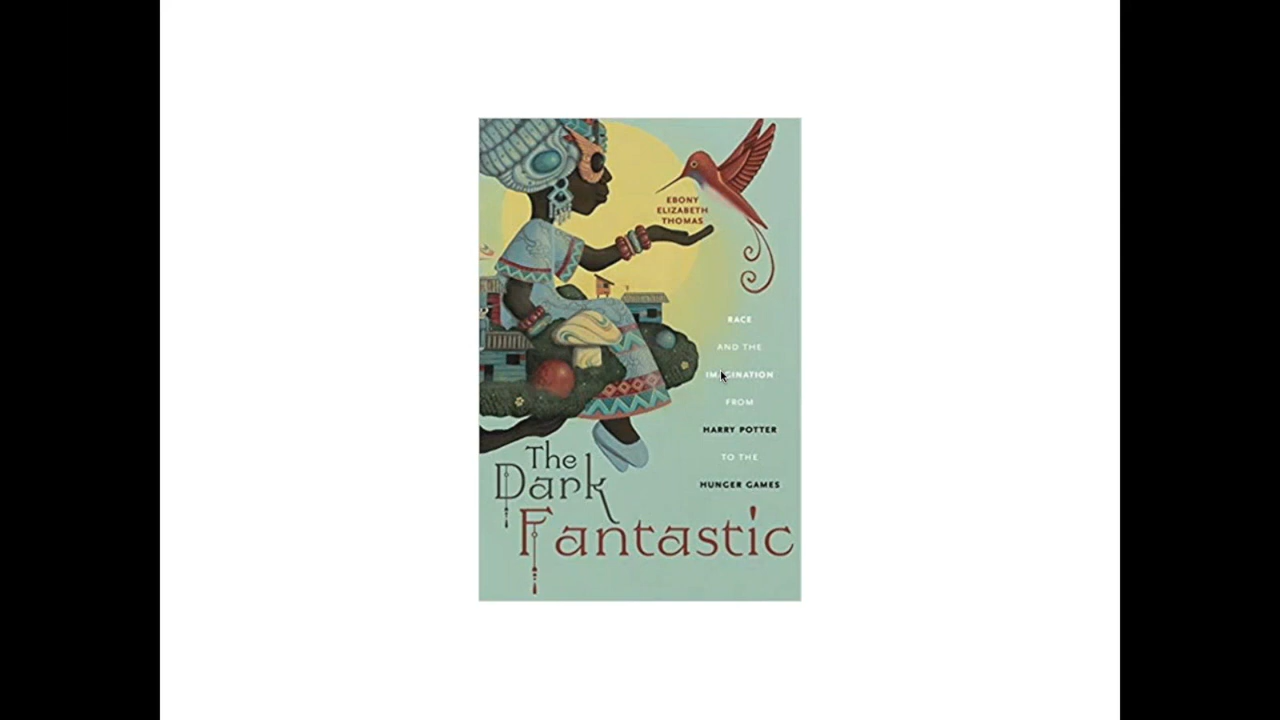 EBONY
ELIZABETH
THOMAS
RACE
AND THE
IMAGINATION
FROM
HARRY POTTER
TO THE
HUNGER GAMES
The
Dark
Fantastic